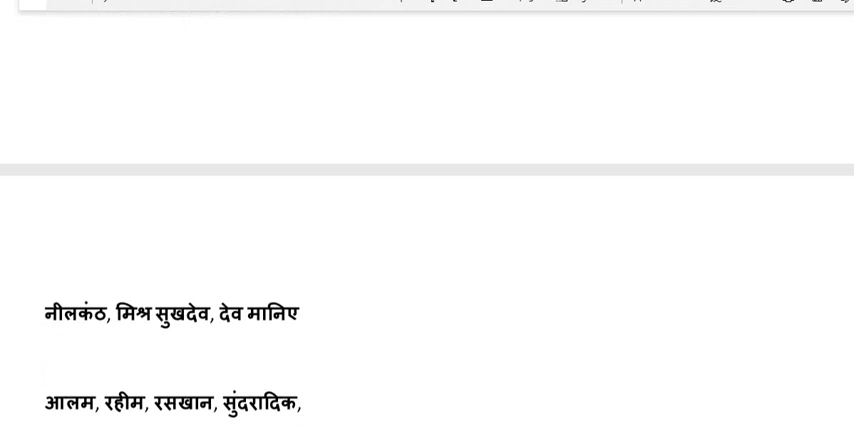 नीलकंठ, मिश्र सुखदेव, देव मानिए
आलम, रहीम, रसखान, सुंदरादिक,